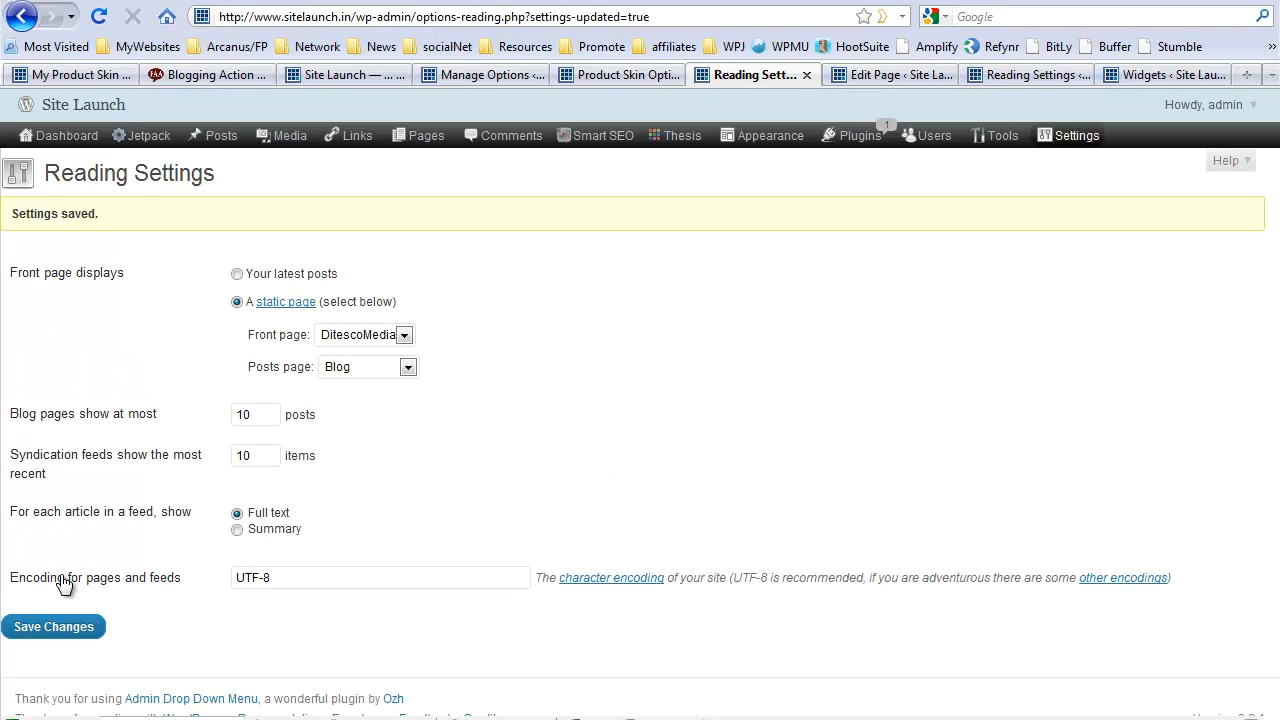 http://www.sitelaunch.in/wp-admin/options-reading.php?settings-updated=true
Google
Most Visited MyWebsites Arcanus/FP Network News socialNet Resources Promote affiliates WPJ WPMU HootSuite Amplify Refynr BitLy Buffer Stumble »
My Product Skin ... Blogging Action ... Site Launch — ... ... Manage Options ‹... Product Skin Opti... Reading Sett... Edit Page ‹ Site La... Reading Settings ‹... Widgets ‹ Site Lau...
Site Launch
Howdy, admin
Dashboard Jetpack Posts Media Links Pages Comments Smart SEO Thesis Appearance Plugins 1 Users Tools Settings
Reading Settings
Help
Settings saved.
Front page displays
Your latest posts
A static page (select below)
Front page: DitescoMedia
Posts page: Blog
Blog pages show at most 10 posts
Syndication feeds show the most recent 10 items
For each article in a feed, show
Full text
Summary
Encoding for pages and feeds UTF-8 The character encoding of your site (UTF-8 is recommended, if you are adventurous there are some other encodings)
Save Changes
Thank you for using Admin Drop Down Menu, a wonderful plugin by Ozh